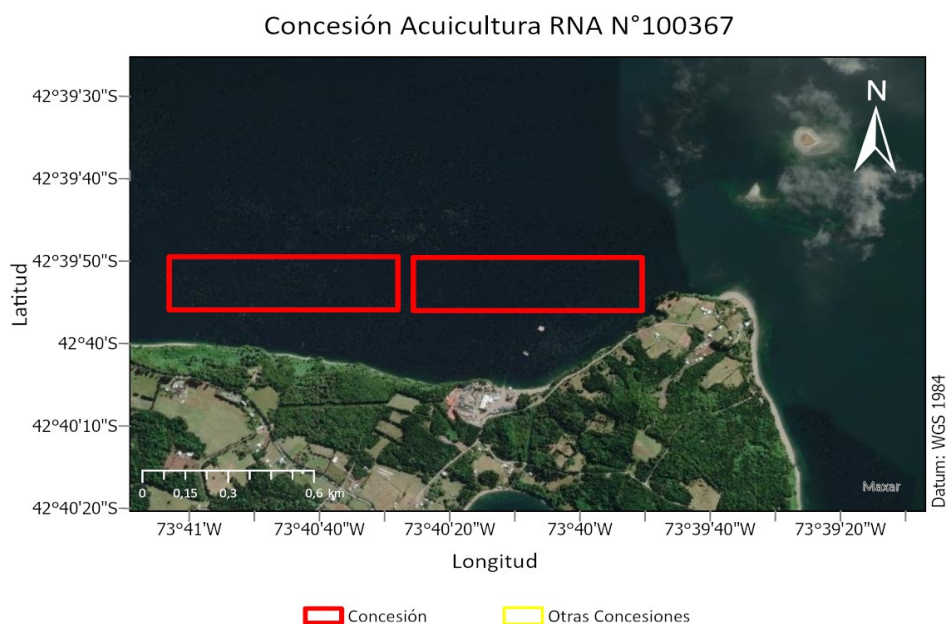 Concesión Acuicultura RNA N°100367
N
42°39'30"S
42°39'40"S
42°39'50"S
42°40'S
42°40'10"S
42°40'20"S
Latitud
0 0,15 0,3 0,6 km
Maxar
Datum: WGS 1984
73°41'W 73°40'40"W 73°40'20"W 73°40'W 73°39'40"W 73°39'20"W
Longitud
Concesión Otras Concesiones